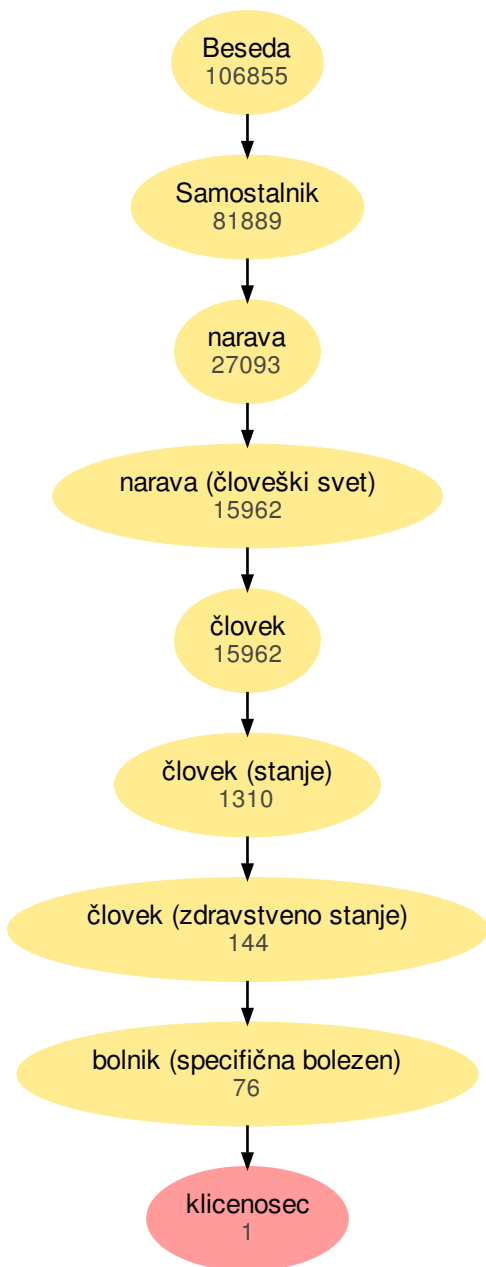 Beseda
106855
Samostalnik
81889
narava
27093
narava (človeški svet)
15962
človek
15962
človek (stanje)
1310
človek (zdravstveno stanje)
144
bolnik (specifična bolezen)
76
klicenosec
1